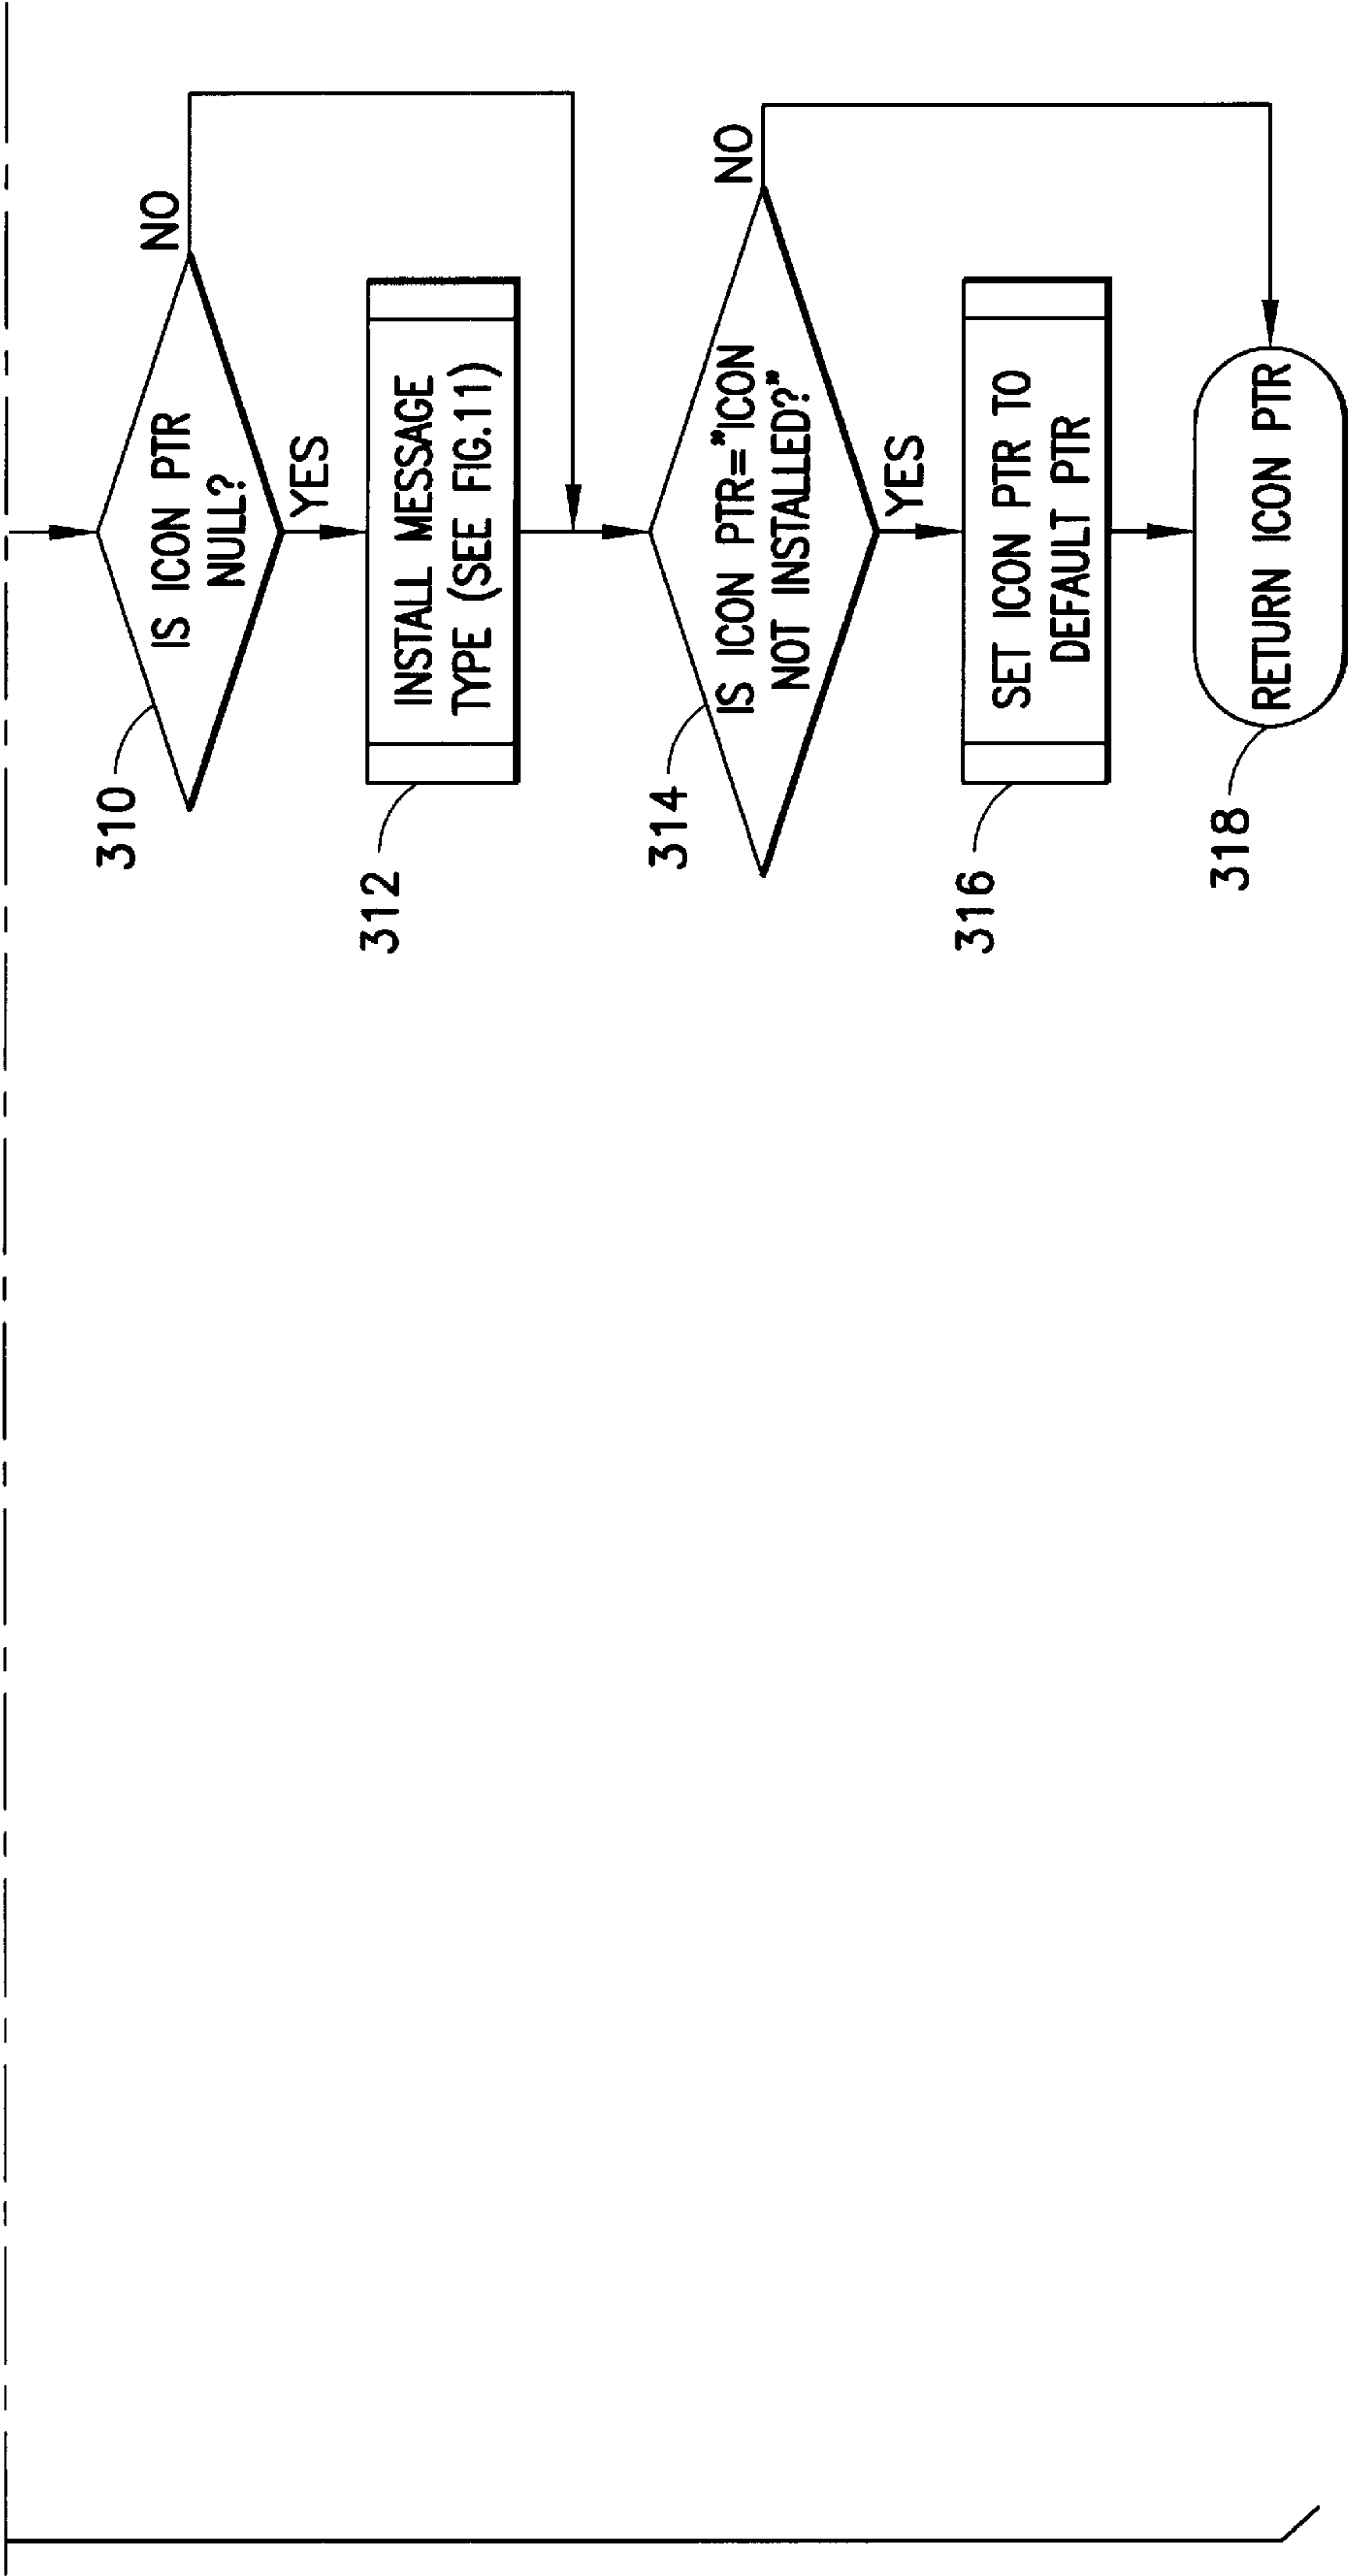 310
IS ICON PTR
NULL?
NO
YES
312
INSTALL MESSAGE
TYPE (SEE FIG.11)
314
IS ICON PTR="ICON
NOT INSTALLED?"
NO
YES
316
SET ICON PTR TO
DEFAULT PTR
318
RETURN ICON PTR